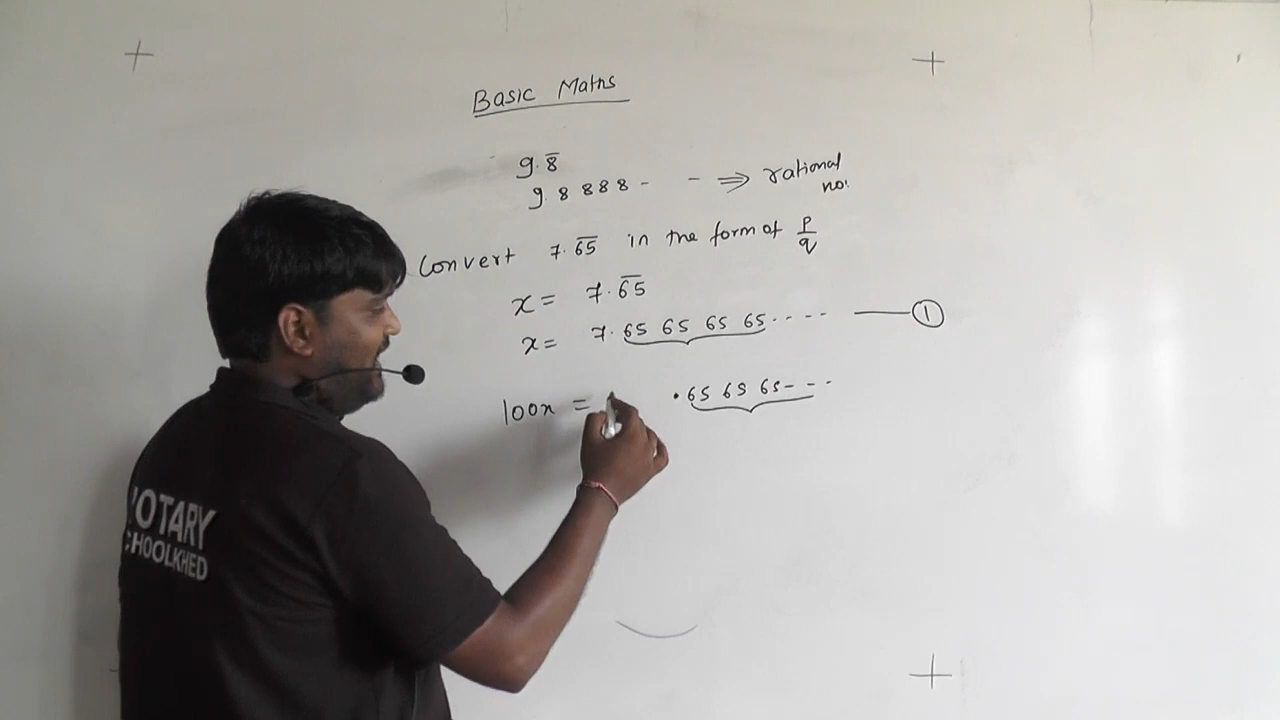 Basic Maths
9.8̅
9.8888- - ⇒ rational no.
Convert 7.6̅5̅ in the form of p/q
x = 7.6̅5̅
x = 7.65 65 65 65.... —— ①
100x = .65 65 65---
OTARY
HOOLKHED